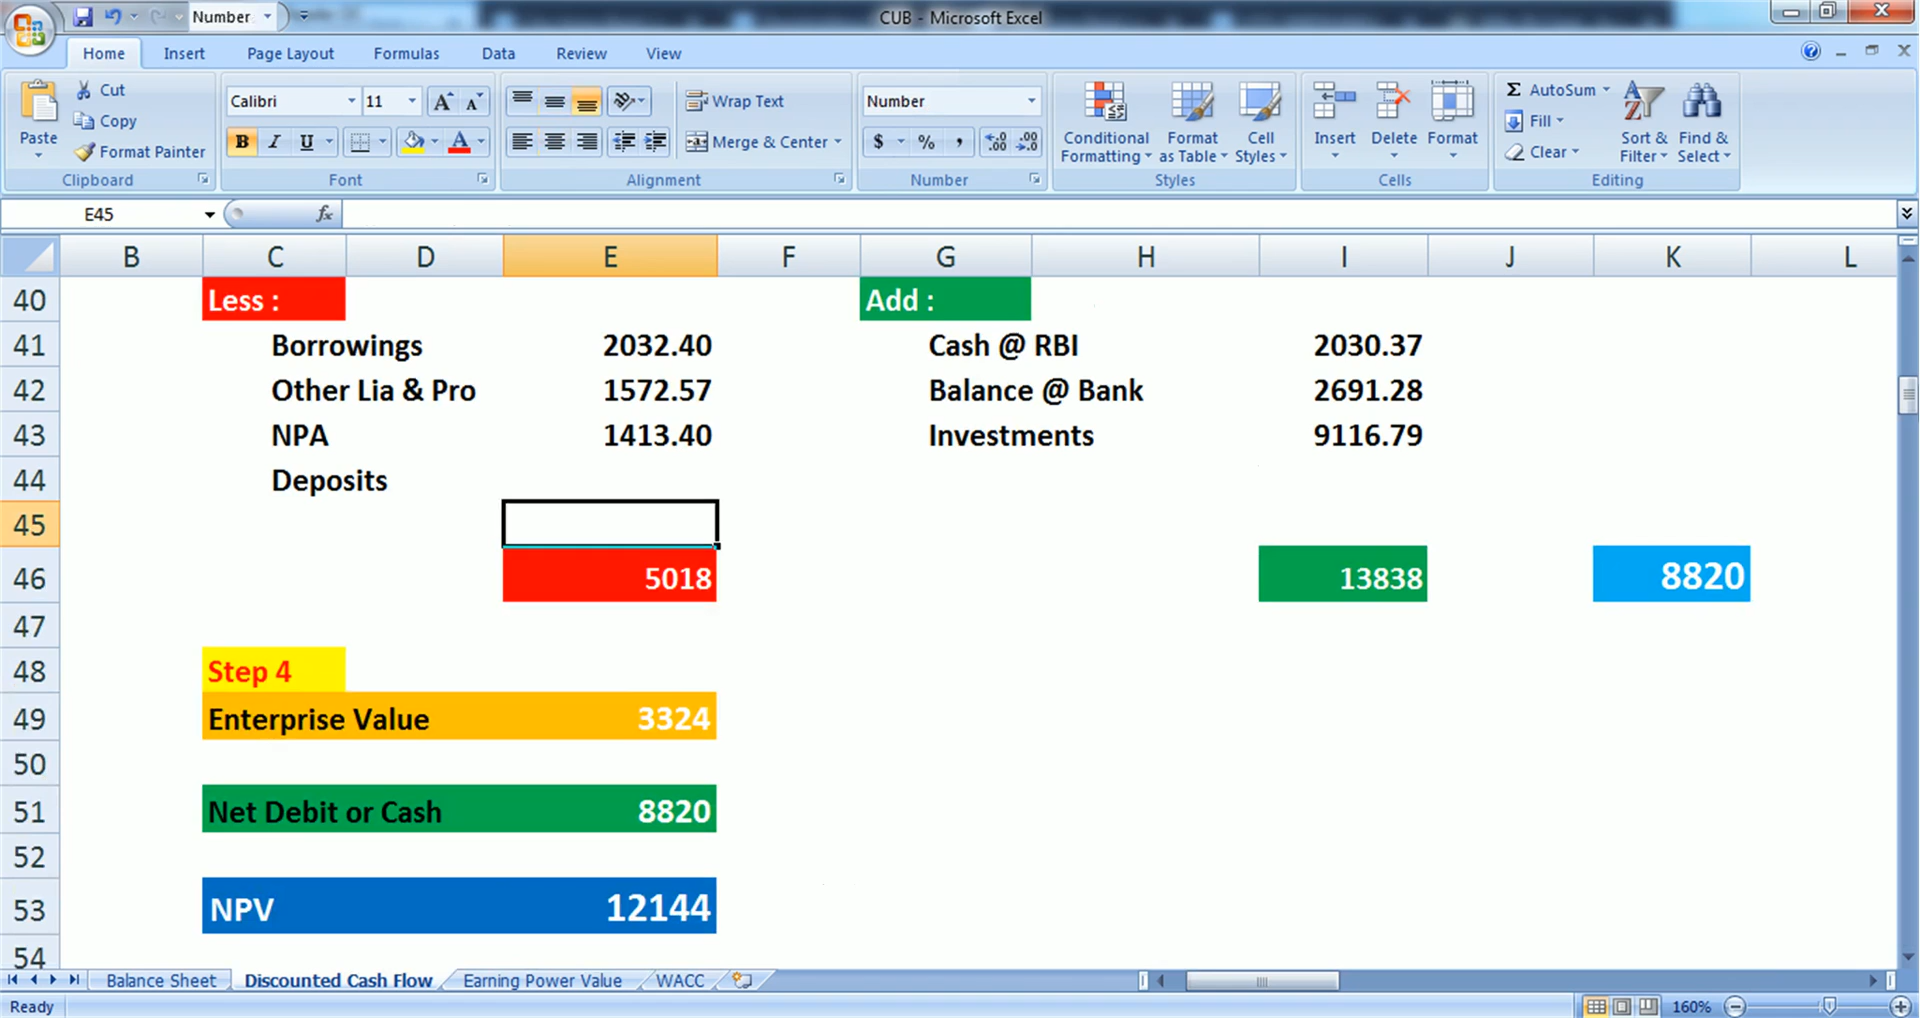 Number
CUB - Microsoft Excel
Home Insert Page Layout Formulas Data Review View
Paste
Cut
Copy
Format Painter
Clipboard
Calibri 11
B I U
Font
Wrap Text
Merge & Center
Alignment
Number
$ % ,
Number
Conditional Formatting
Format as Table
Cell Styles
Styles
Insert Delete Format
Cells
Σ AutoSum
Fill
Clear
Sort & Filter
Find & Select
Editing
E45 fx
B C D E F G H I J K L
40 Less : Add :
41 Borrowings 2032.40 Cash @ RBI 2030.37
42 Other Lia & Pro 1572.57 Balance @ Bank 2691.28
43 NPA 1413.40 Investments 9116.79
44 Deposits
45
46 5018 13838 8820
47
48 Step 4
49 Enterprise Value 3324
50
51 Net Debit or Cash 8820
52
53 NPV 12144
54
Balance Sheet Discounted Cash Flow Earning Power Value WACC
Ready 160%